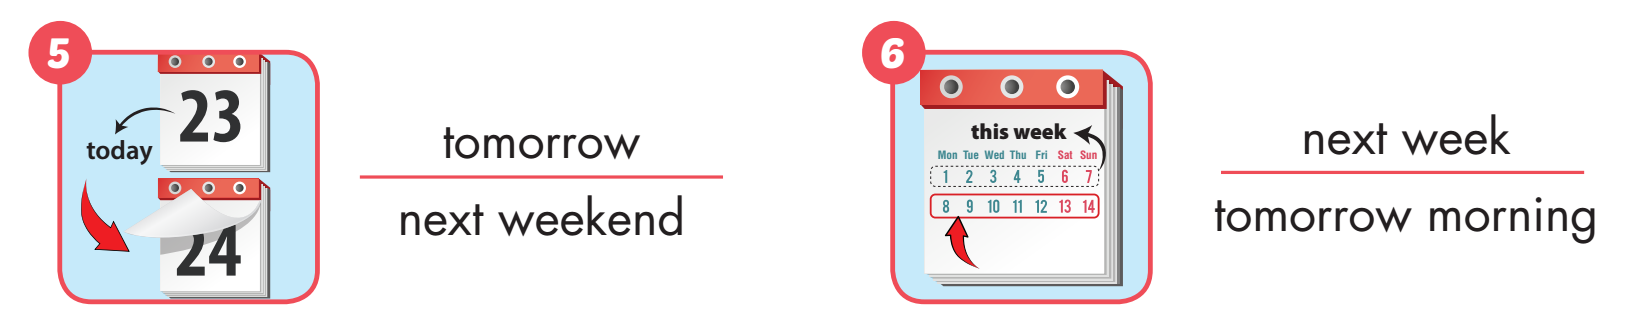 5
23
today
24
tomorrow
next weekend
6
this week
Mon Tue Wed Thu Fri Sat Sun
1 2 3 4 5 6 7
8 9 10 11 12 13 14
next week
tomorrow morning